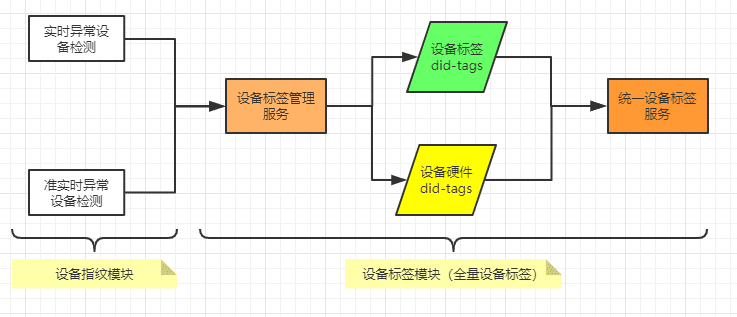 实时异常设
备检测
准实时异常
设备检测
设备标签管理
服务
设备标签
did-tags
设备硬件
did-tags
统一设备标签
服务
设备指纹模块
设备标签模块（全量设备标签）